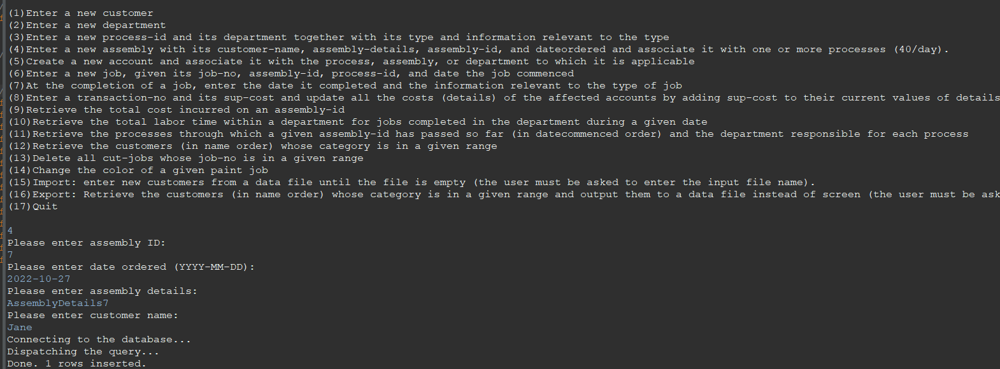 (1)Enter a new customer
(2)Enter a new department
(3)Enter a new process-id and its department together with its type and information relevant to the type
(4)Enter a new assembly with its customer-name, assembly-details, assembly-id, and dateordered and associate it with one or more processes (40/day).
(5)Create a new account and associate it with the process, assembly, or department to which it is applicable
(6)Enter a new job, given its job-no, assembly-id, process-id, and date the job commenced
(7)At the completion of a job, enter the date it completed and the information relevant to the type of job
(8)Enter a transaction-no and its sup-cost and update all the costs (details) of the affected accounts by adding sup-cost to their current values of details
(9)Retrieve the total cost incurred on an assembly-id
(10)Retrieve the total labor time within a department for jobs completed in the department during a given date
(11)Retrieve the processes through which a given assembly-id has passed so far (in datecommenced order) and the department responsible for each process
(12)Retrieve the customers (in name order) whose category is in a given range
(13)Delete all cut-jobs whose job-no is in a given range
(14)Change the color of a given paint job
(15)Import: enter new customers from a data file until the file is empty (the user must be asked to enter the input file name).
(16)Export: Retrieve the customers (in name order) whose category is in a given range and output them to a data file instead of screen (the user must be ask
(17)Quit
4
Please enter assembly ID:
7
Please enter date ordered (YYYY-MM-DD):
2022-10-27
Please enter assembly details:
AssemblyDetails7
Please enter customer name:
Jane
Connecting to the database...
Dispatching the query...
Done. 1 rows inserted.